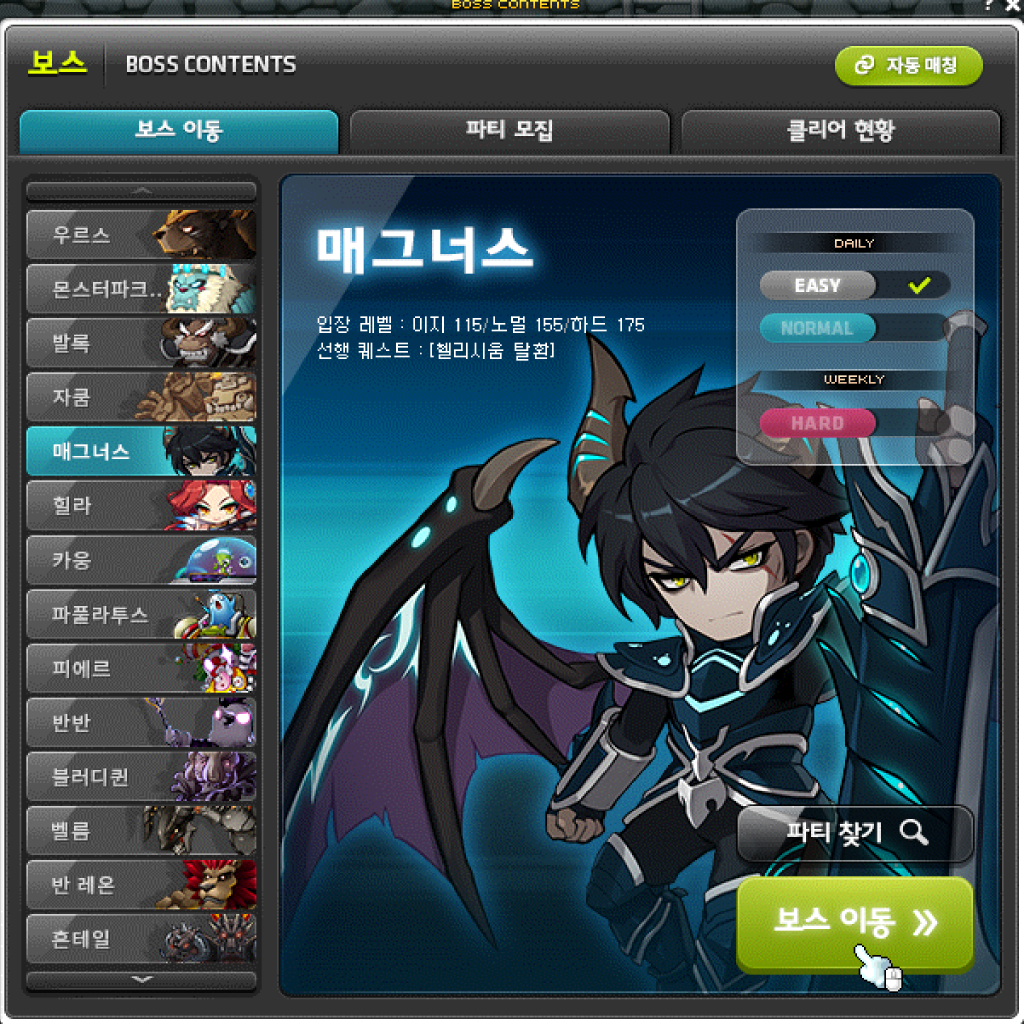 BOSS CONTENTS
? X
보스 BOSS CONTENTS
자동 매칭
보스 이동 파티 모집 클리어 현황
우르스
몬스터파크..
발록
자쿰
매그너스
힐라
카웅
파풀라투스
피에르
반반
블러디퀸
벨룸
반 레온
혼테일
매그너스
입장 레벨 : 이지 115/노멀 155/하드 175
선행 퀘스트 : [헬리시움 탈환]
DAILY
EASY
NORMAL
WEEKLY
HARD
파티 찾기
보스 이동